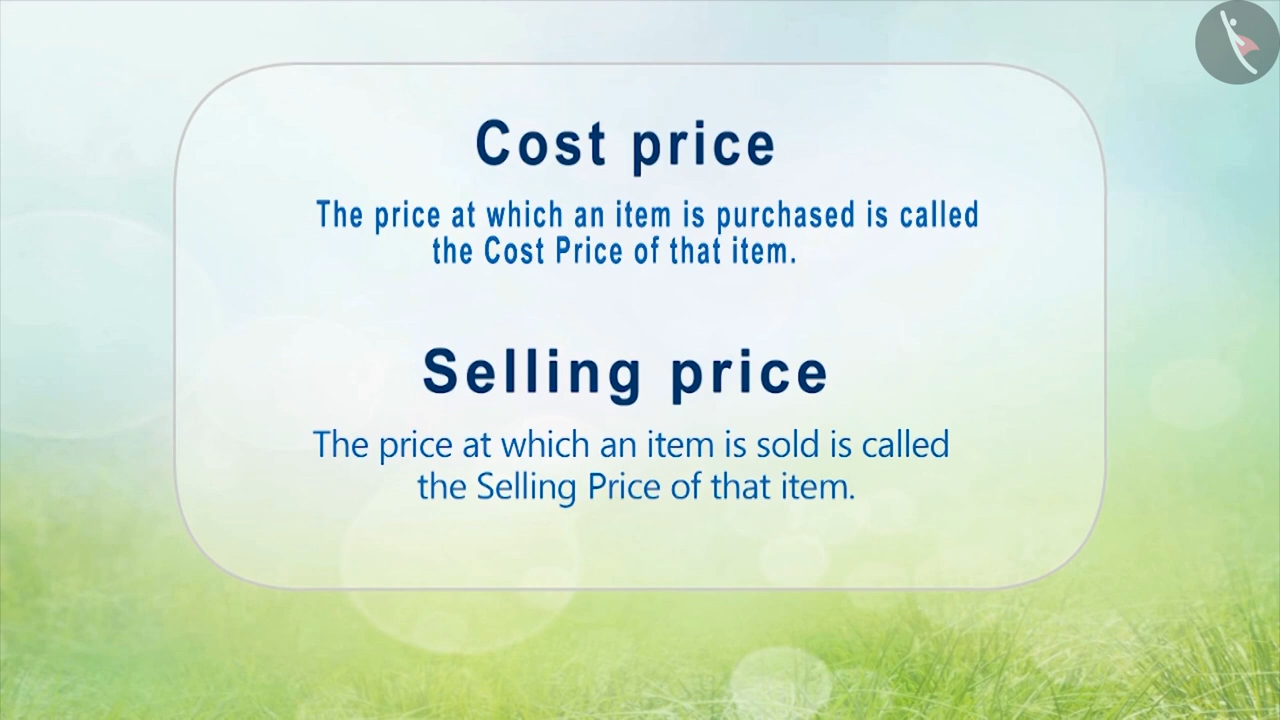 Cost price
The price at which an item is purchased is called
the Cost Price of that item.
Selling price
The price at which an item is sold is called
the Selling Price of that item.